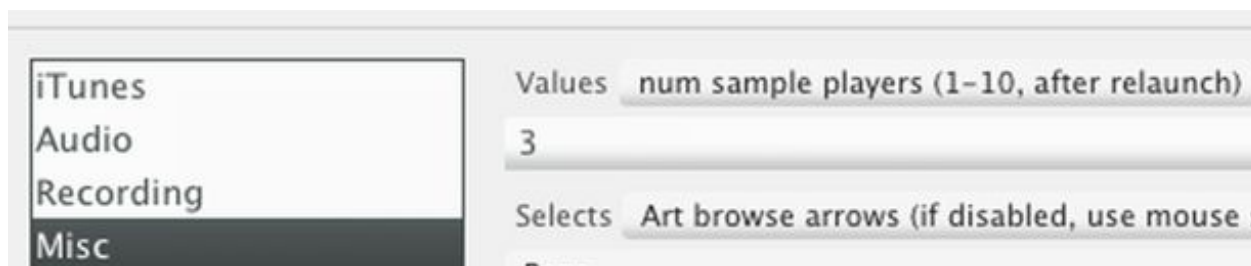 iTunes
Audio
Recording
Misc
Values num sample players (1-10, after relaunch)
3
Selects Art browse arrows (if disabled, use mouse